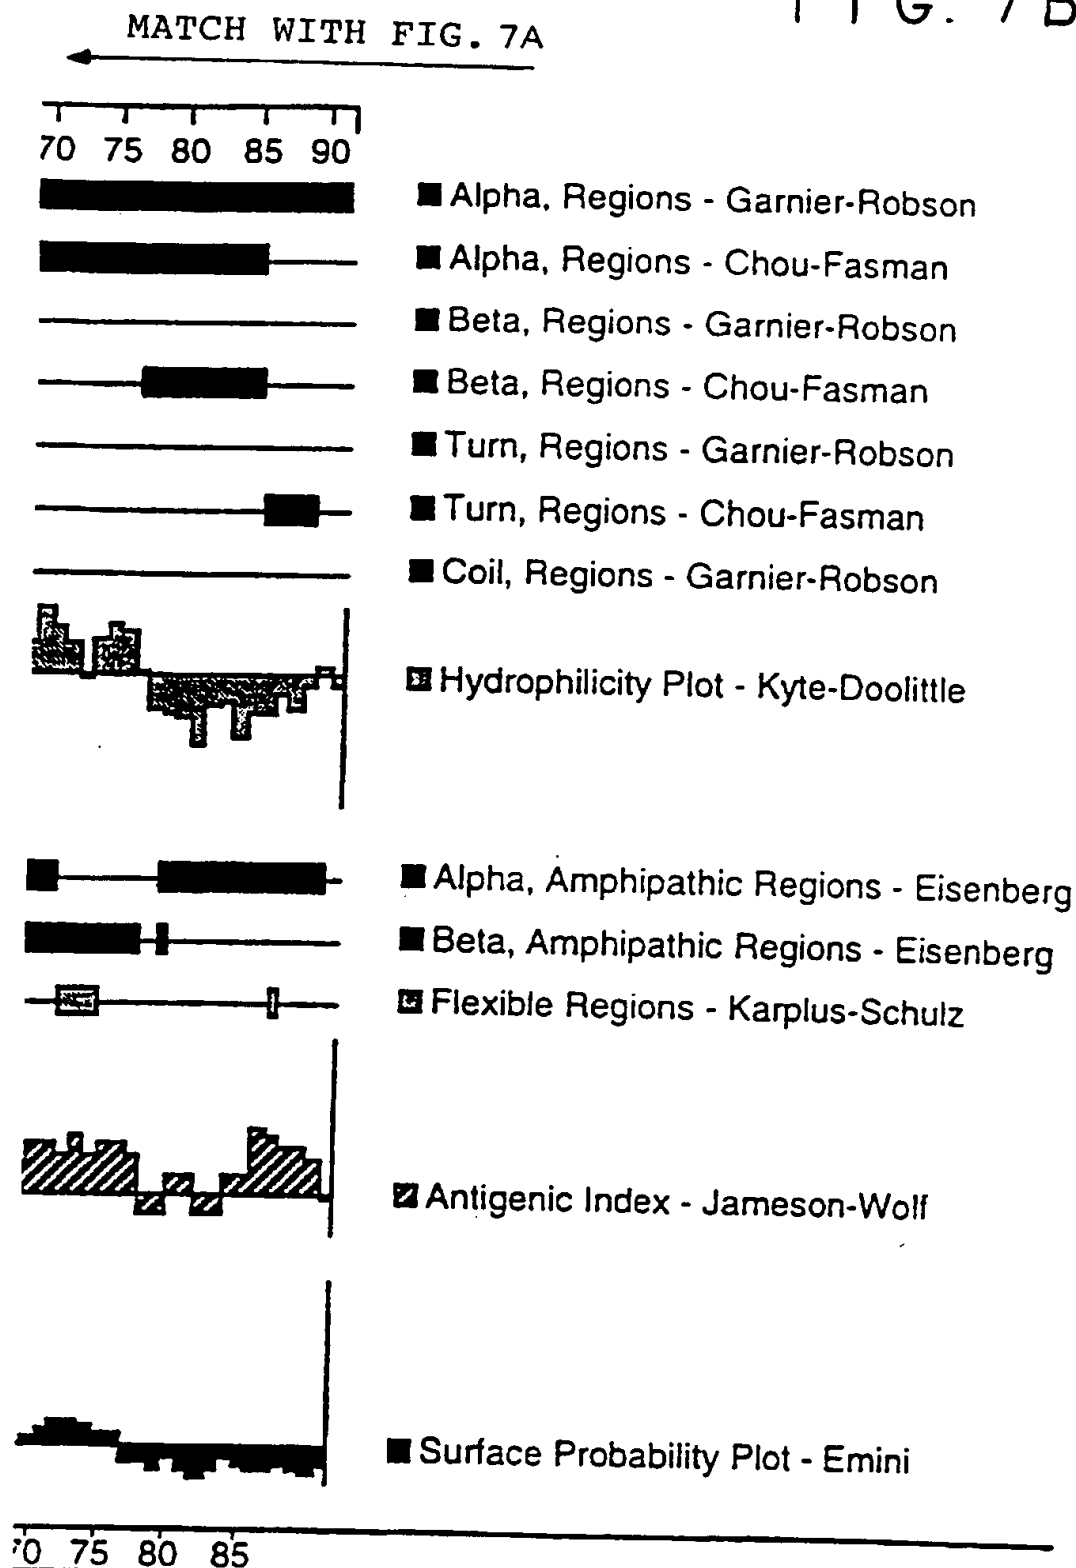 FIG. 7B
MATCH WITH FIG. 7A
70 75 80 85 90
Alpha, Regions - Garnier-Robson
Alpha, Regions - Chou-Fasman
Beta, Regions - Garnier-Robson
Beta, Regions - Chou-Fasman
Turn, Regions - Garnier-Robson
Turn, Regions - Chou-Fasman
Coil, Regions - Garnier-Robson
Hydrophilicity Plot - Kyte-Doolittle
Alpha, Amphipathic Regions - Eisenberg
Beta, Amphipathic Regions - Eisenberg
Flexible Regions - Karplus-Schulz
Antigenic Index - Jameson-Wolf
Surface Probability Plot - Emini
70 75 80 85